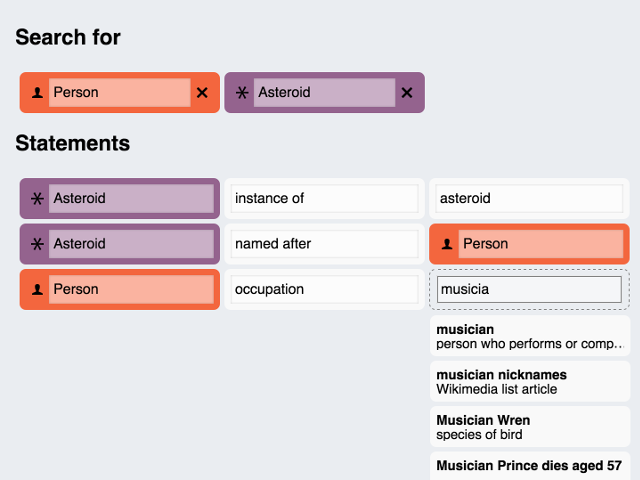 Search for
Person
Asteroid
Statements
Asteroid instance of asteroid
Asteroid named after Person
Person occupation musicia
musician
person who performs or comp…
musician nicknames
Wikimedia list article
Musician Wren
species of bird
Musician Prince dies aged 57